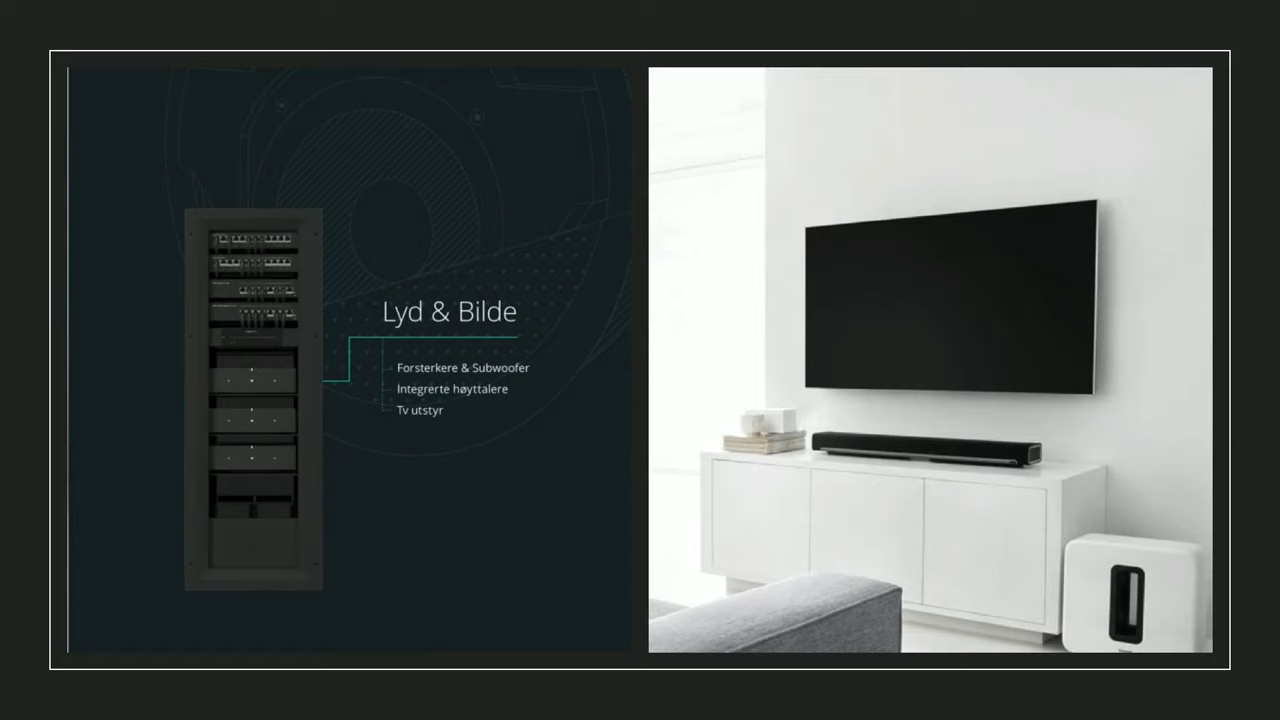 Lyd & Bilde
Forsterkere & Subwoofer
Integrerte høyttalere
Tv utstyr